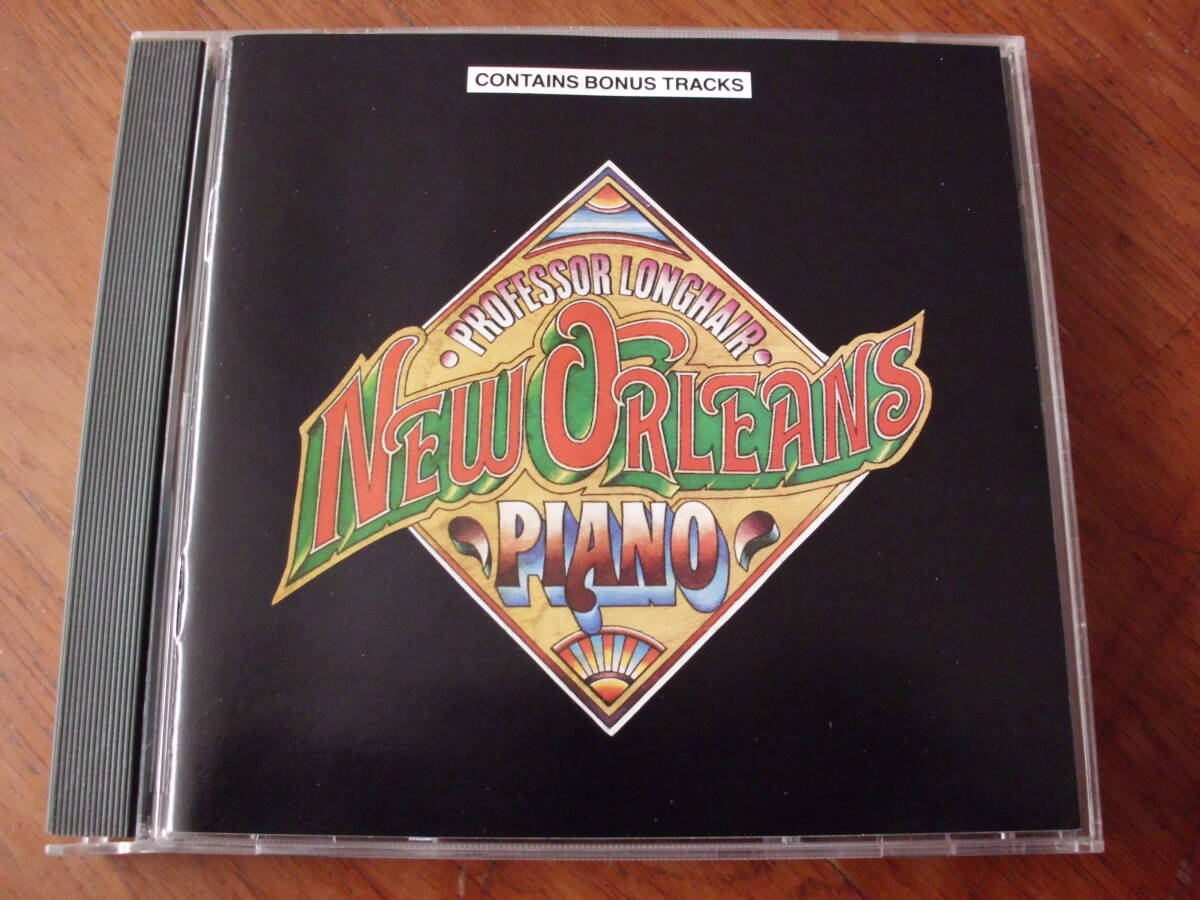 CONTAINS BONUS TRACKS
• PROFESSOR LONGHAIR •
NEW ORLEANS
PIANO